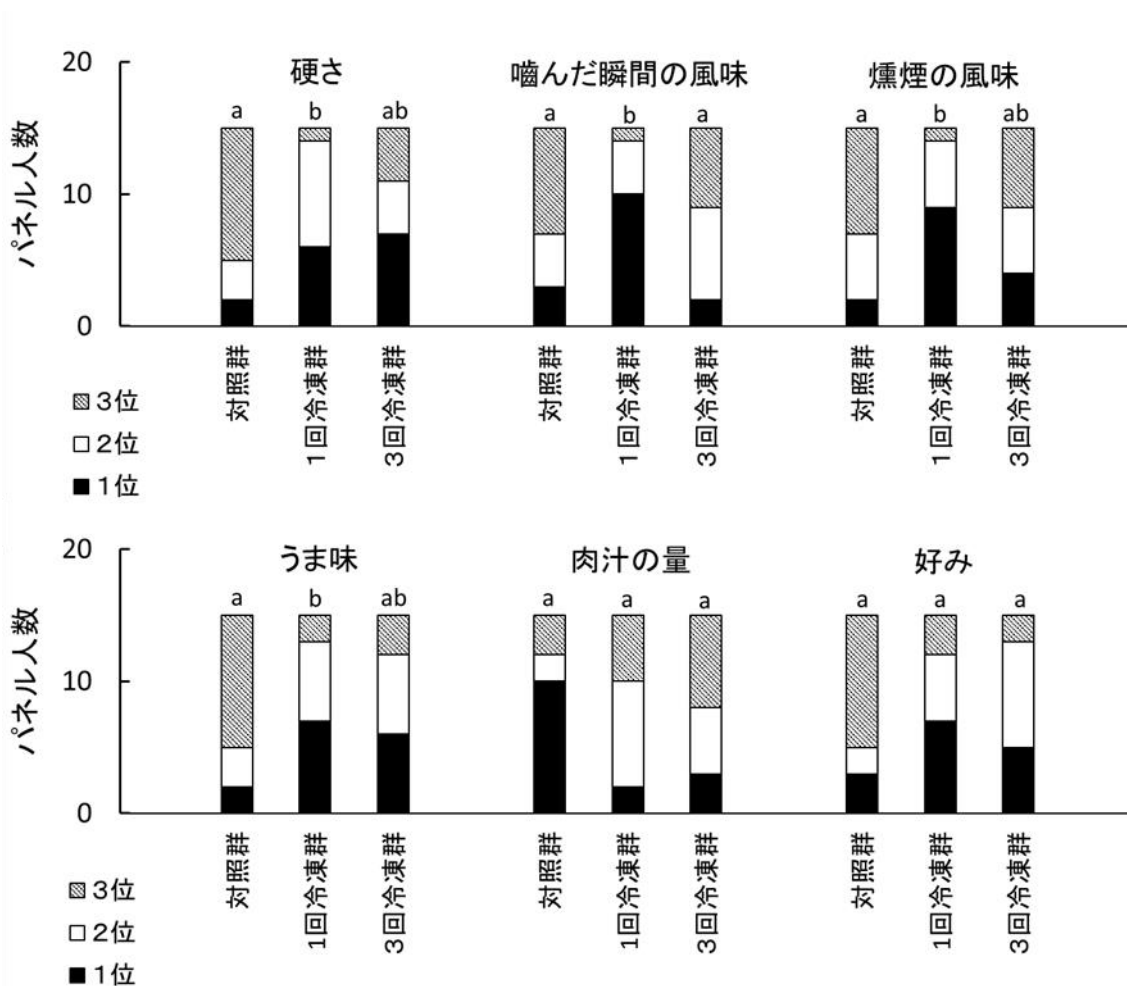 硬さ
噛んだ瞬間の風味
燻煙の風味
20
a
b
ab
a
b
a
a
b
ab
10
0
パネル人数
対照群
1回冷凍群
3回冷凍群
対照群
1回冷凍群
3回冷凍群
対照群
1回冷凍群
3回冷凍群
3位
2位
1位
うま味
肉汁の量
好み
20
a
b
ab
a
a
a
a
a
a
10
0
パネル人数
対照群
1回冷凍群
3回冷凍群
対照群
1回冷凍群
3回冷凍群
対照群
1回冷凍群
3回冷凍群
3位
2位
1位